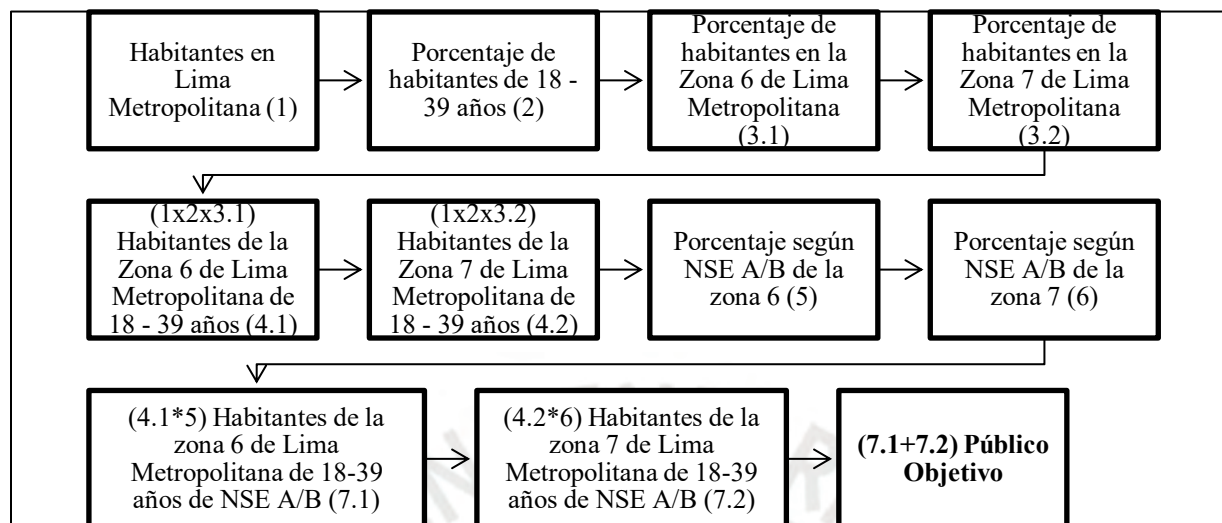 Habitantes en
Lima
Metropolitana (1)
Porcentaje de
habitantes de 18 -
39 años (2)
Porcentaje de
habitantes en la
Zona 6 de Lima
Metropolitana
(3.1)
Porcentaje de
habitantes en la
Zona 7 de Lima
Metropolitana
(3.2)
(1x2x3.1)
Habitantes de la
Zona 6 de Lima
Metropolitana de
18 - 39 años (4.1)
(1x2x3.2)
Habitantes de la
Zona 7 de Lima
Metropolitana de
18 - 39 años (4.2)
Porcentaje según
NSE A/B de la
zona 6 (5)
Porcentaje según
NSE A/B de la
zona 7 (6)
(4.1*5) Habitantes de la
zona 6 de Lima
Metropolitana de 18-39
años de NSE A/B (7.1)
(4.2*6) Habitantes de la
zona 7 de Lima
Metropolitana de 18-39
años de NSE A/B (7.2)
(7.1+7.2) Público
Objetivo